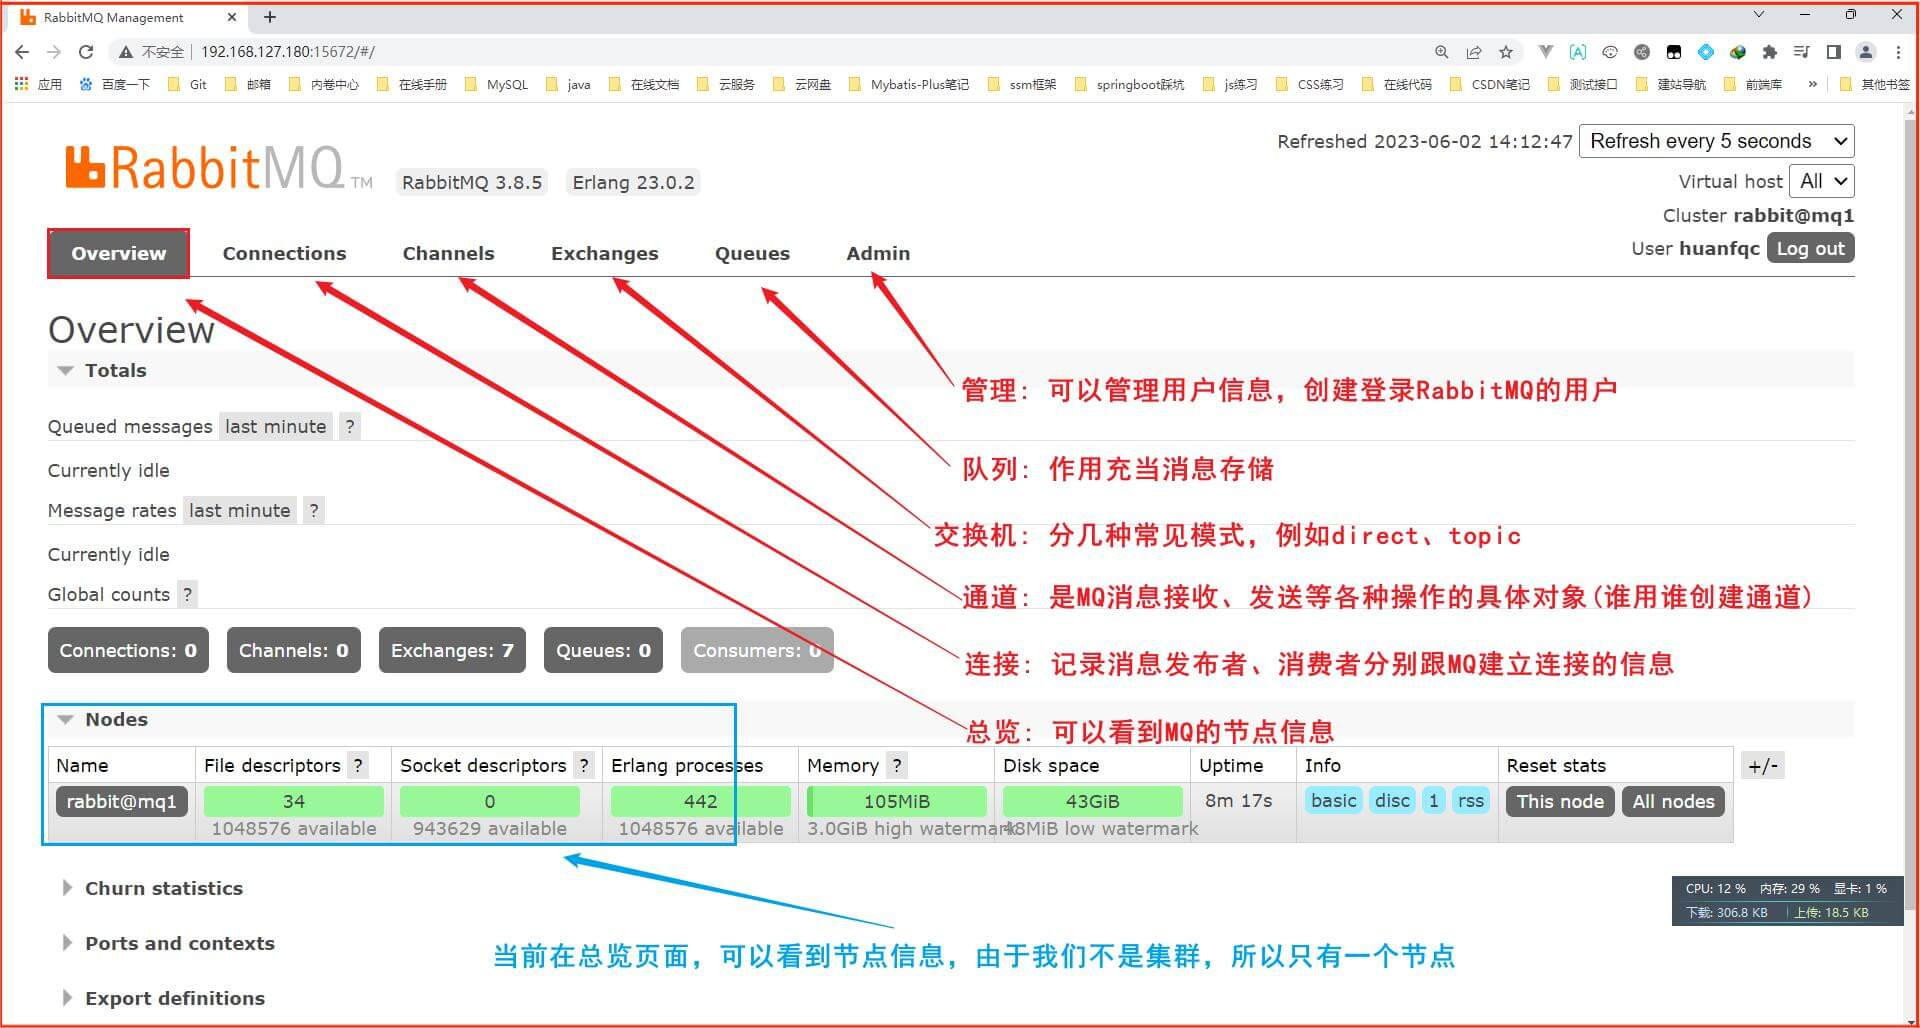 RabbitMQ Management
不安全 192.168.127.180:15672/#/
应用 百度一下 Git 邮箱 内卷中心 在线手册 MySQL java 在线文档 云服务 云网盘 Mybatis-Plus笔记 ssm框架 springboot踩坑 js练习 CSS练习 在线代码 CSDN笔记 测试接口 建站导航 前端库 » 其他书签
Refreshed 2023-06-02 14:12:47 Refresh every 5 seconds
RabbitMQ TM RabbitMQ 3.8.5 Erlang 23.0.2
Virtual host All
Cluster rabbit@mq1
User huanfqc Log out
Overview Connections Channels Exchanges Queues Admin
Overview
Totals
管理: 可以管理用户信息，创建登录RabbitMQ的用户
Queued messages last minute ?
Currently idle
队列: 作用充当消息存储
Message rates last minute ?
交换机: 分几种常见模式，例如direct、topic
Currently idle
Global counts ?
通道: 是MQ消息接收、发送等各种操作的具体对象(谁用谁创建通道)
Connections: 0 Channels: 0 Exchanges: 7 Queues: 0 Consumers: 0
连接: 记录消息发布者、消费者分别跟MQ建立连接的信息
Nodes
总览: 可以看到MQ的节点信息
Name File descriptors ? Socket descriptors ? Erlang processes Memory ? Disk space Uptime Info Reset stats +/-
rabbit@mq1 34 0 442 105MiB 43GiB 8m 17s basic disc 1 rss This node All nodes
1048576 available 943629 available 1048576 available 3.0GiB high watermark 48MiB low watermark
Churn statistics
CPU: 12 % 内存: 29 % 显卡: 1 %
下载: 306.8 KB 上传: 18.5 KB
Ports and contexts
当前在总览页面，可以看到节点信息，由于我们不是集群，所以只有一个节点
Export definitions